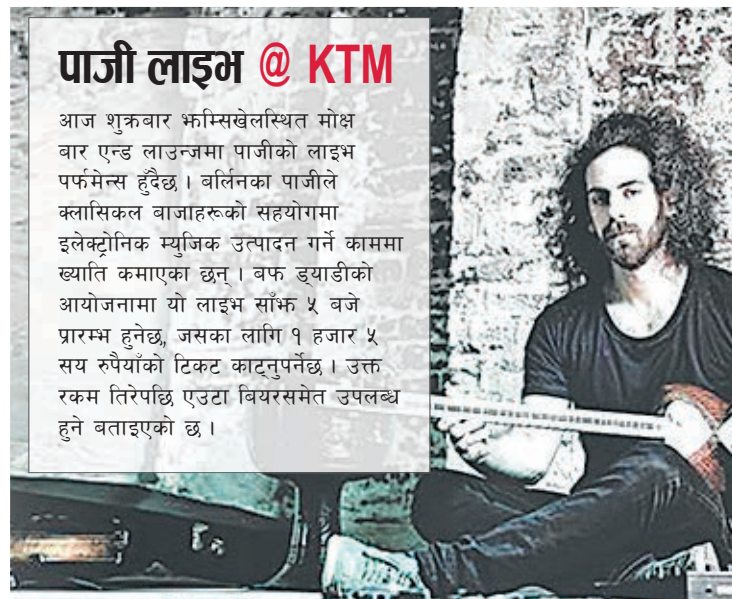 पाजी लाइभ @ KTM
आज शुक्रबार झम्सिखेलस्थित मोक्ष
बार एन्ड लाउन्जमा पाजीको लाइभ
पर्फमेन्स हुँदैछ । बर्लिनका पाजीले
क्लासिकल बाजाहरूको सहयोगमा
इलेक्ट्रोनिक म्युजिक उत्पादन गर्ने काममा
ख्याति कमाएका छन् । बफ ड्याडीको
आयोजनामा यो लाइभ साँझ ५ बजे
प्रारम्भ हुनेछ, जसका लागि १ हजार ५
सय रुपैयाँको टिकट काट्नुपर्नेछ । उक्त
रकम तिरेपछि एउटा बियरसमेत उपलब्ध
हुने बताइएको छ ।